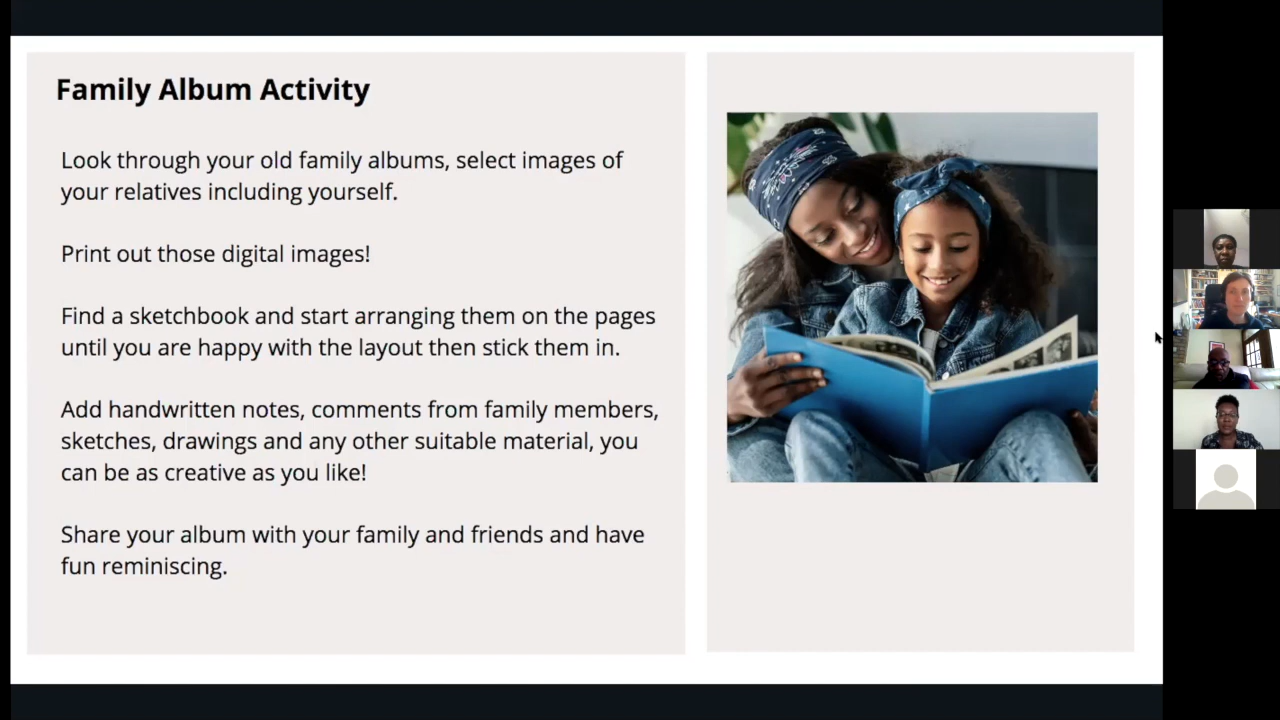 Family Album Activity
Look through your old family albums, select images of
your relatives including yourself.
Print out those digital images!
Find a sketchbook and start arranging them on the pages
until you are happy with the layout then stick them in.
Add handwritten notes, comments from family members,
sketches, drawings and any other suitable material, you
can be as creative as you like!
Share your album with your family and friends and have
fun reminiscing.